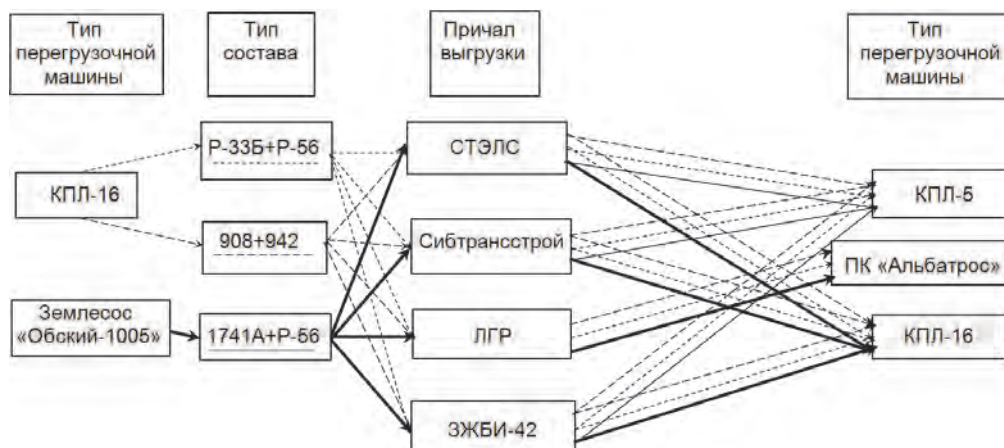 Тип
перегрузочной
машины
Тип
состава
Причал
выгрузки
Тип
перегрузочной
машины
КПЛ-16
Землесос
«Обский-1005»
Р-33Б+Р-56
908+942
1741А+Р-56
СТЭЛС
Сибтрансстрой
ЛГР
ЗЖБИ-42
КПЛ-5
ПК «Альбатрос»
КПЛ-16